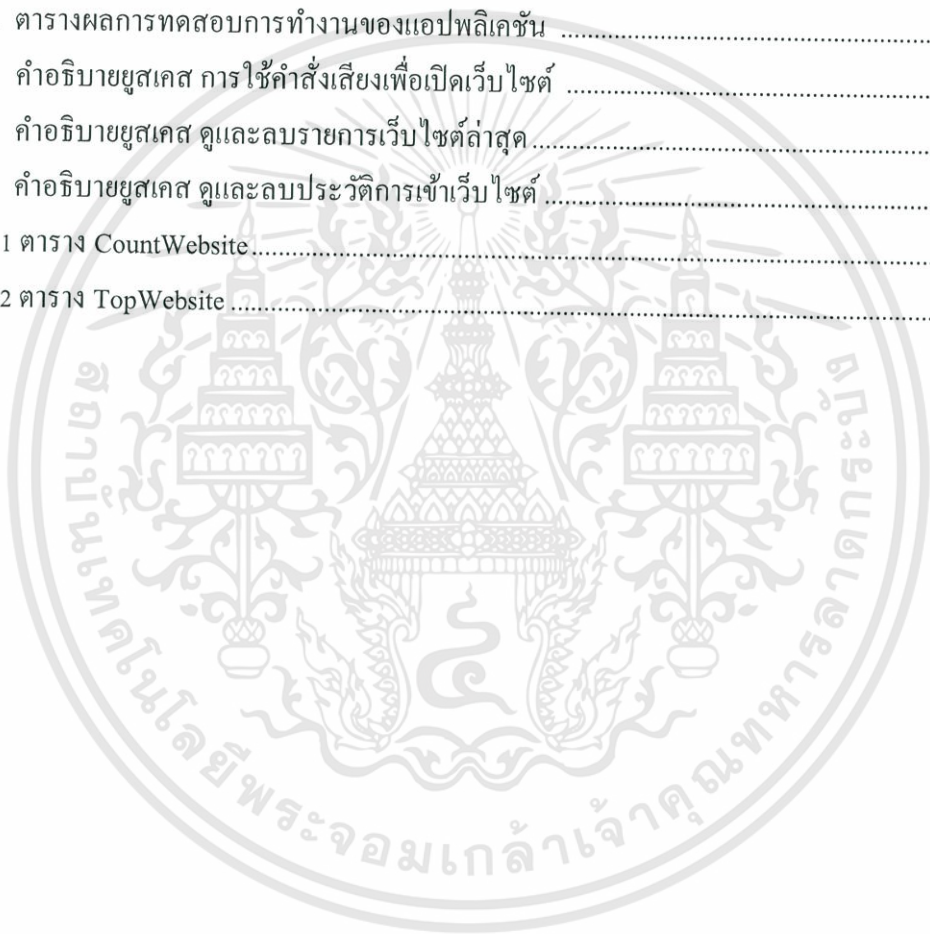 ตารางผลการทดสอบการทำงานของแอปพลิเคชัน ........................................................
คำอธิบายยูสเคส การใช้คำสั่งเสียงเพื่อเปิดเว็บไซต์ ........................................................
คำอธิบายยูสเคส ดูและลบรายการเว็บไซต์ล่าสุด ........................................................
คำอธิบายยูสเคส ดูและลบประวัติการเข้าเว็บไซต์ ........................................................
1 ตาราง CountWebsite ........................................................
2 ตาราง TopWebsite ........................................................
สถาบันเทคโนโลยีพระจอมเกล้าเจ้าคุณทหารลาดกระบัง